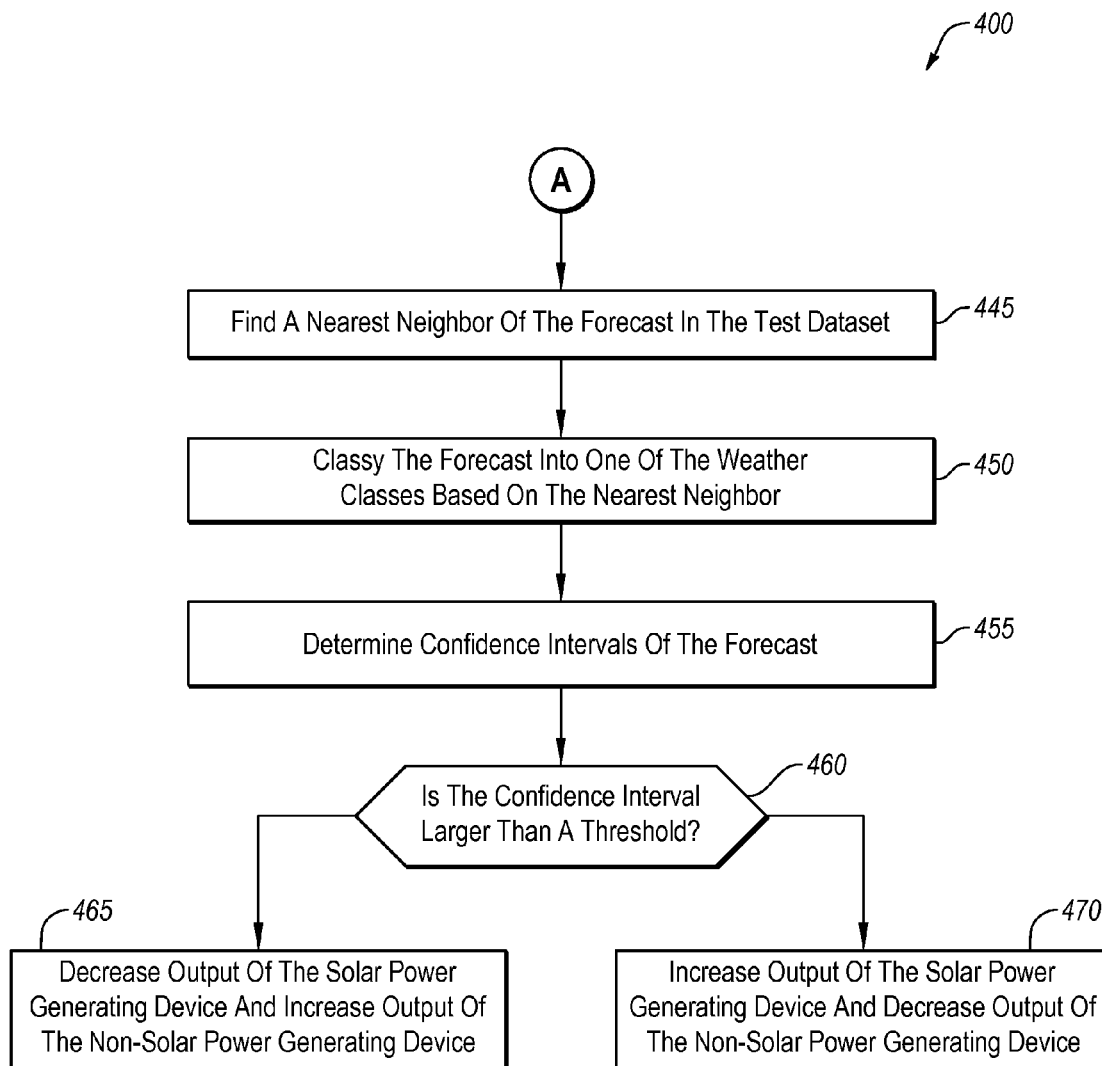 400
A
Find A Nearest Neighbor Of The Forecast In The Test Dataset
445
Classy The Forecast Into One Of The Weather
Classes Based On The Nearest Neighbor
450
Determine Confidence Intervals Of The Forecast
455
Is The Confidence Interval
Larger Than A Threshold?
460
465
Decrease Output Of The Solar Power
Generating Device And Increase Output Of
The Non-Solar Power Generating Device
470
Increase Output Of The Solar Power
Generating Device And Decrease Output Of
The Non-Solar Power Generating Device